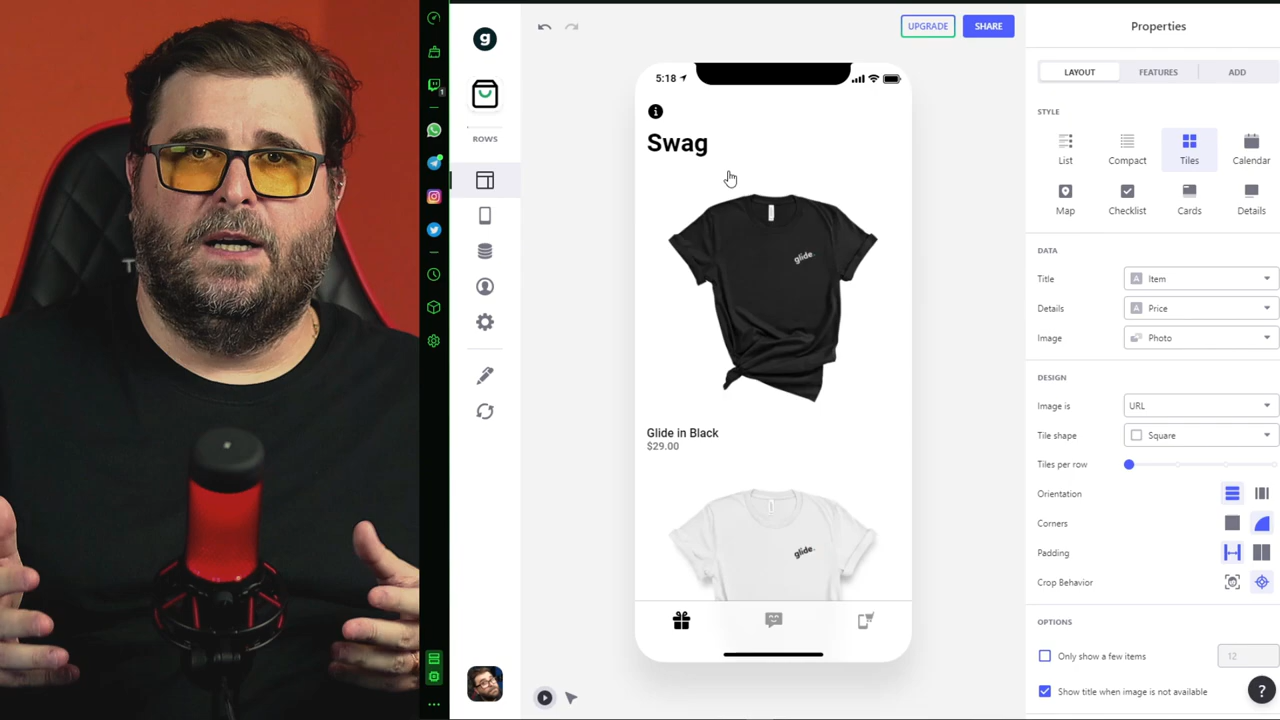 T
1
g
ROWS
UPGRADE
SHARE
5:18
i
Swag
glide.
Glide in Black
$29.00
glide.
Properties
LAYOUT
FEATURES
ADD
STYLE
List
Compact
Tiles
Calendar
Map
Checklist
Cards
Details
DATA
Title
A Item
Details
A Price
Image
Photo
DESIGN
Image is
URL
Tile shape
Square
Tiles per row
Orientation
Corners
Padding
Crop Behavior
OPTIONS
Only show a few items
12
Show title when image is not available
?